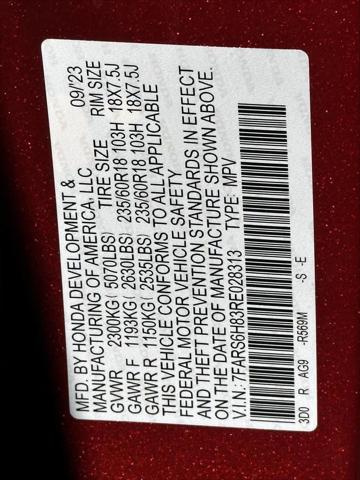 MFD. BY HONDA DEVELOPMENT & 09/23
MANUFACTURING OF AMERICA, LLC
TIRE SIZE RIM SIZE
GVWR 2300KG( 5070LBS)
GAWR F 1193KG( 2630LBS) 235/60R18 103H 18X7.5J
GAWR R 1150KG( 2535LBS) 235/60R18 103H 18X7.5J
THIS VEHICLE CONFORMS TO ALL APPLICABLE
FEDERAL MOTOR VEHICLE SAFETY
AND THEFT PREVENTION STANDARDS IN EFFECT
ON THE DATE OF MANUFACTURE SHOWN ABOVE.
V.I.N.: 7FARS6H83RE028313 TYPE: MPV
3D0 R AG9 -R569M -S -E